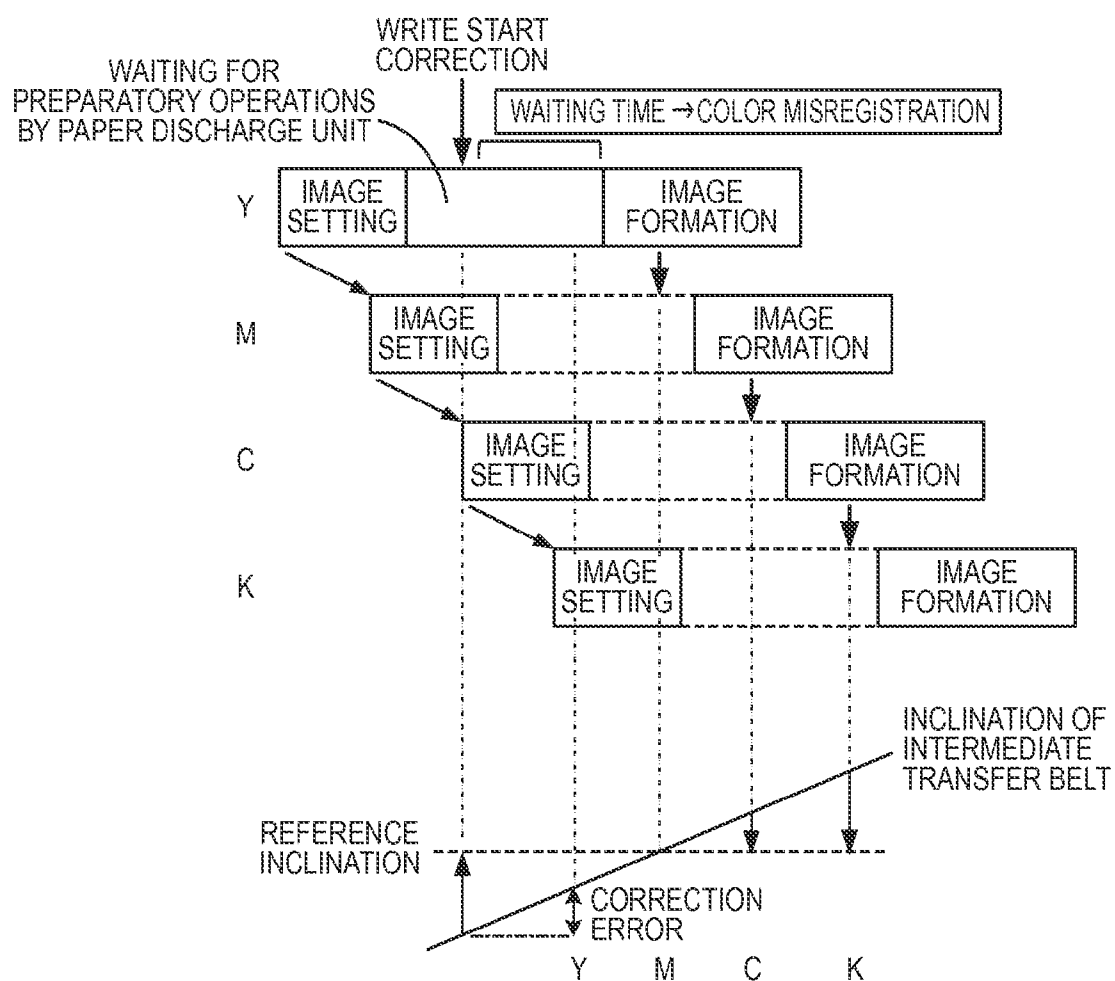 WRITE START
CORRECTION
WAITING FOR
PREPARATORY OPERATIONS
BY PAPER DISCHARGE UNIT
WAITING TIME →COLOR MISREGISTRATION
Y
IMAGE
SETTING
IMAGE
FORMATION
M
IMAGE
SETTING
IMAGE
FORMATION
C
IMAGE
SETTING
IMAGE
FORMATION
K
IMAGE
SETTING
IMAGE
FORMATION
INCLINATION OF
INTERMEDIATE
TRANSFER BELT
REFERENCE
INCLINATION
CORRECTION
ERROR
Y M C K